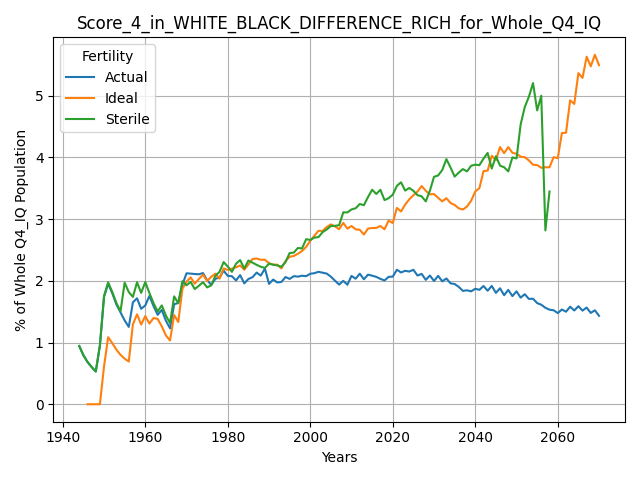 Score_4_in_WHITE_BLACK_DIFFERENCE_RICH_for_Whole_Q4_IQ
Fertility
Actual
Ideal
Sterile
% of Whole Q4_IQ Population
5
4
3
2
1
0
1940 1960 1980 2000 2020 2040 2060
Years